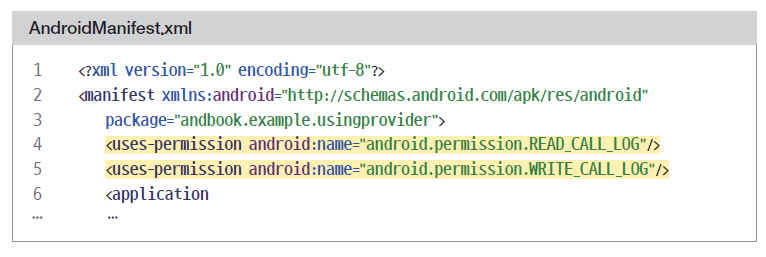 AndroidManifest.xml
1 <?xml version="1.0" encoding="utf-8"?>
2 <manifest xmlns:android="http://schemas.android.com/apk/res/android"
3 package="andbook.example.usingprovider">
4 <uses-permission android:name="android.permission.READ_CALL_LOG"/>
5 <uses-permission android:name="android.permission.WRITE_CALL_LOG"/>
6 <application
… …